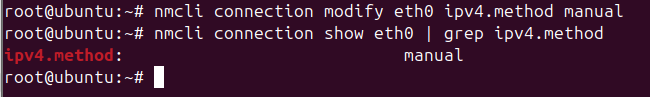 root@ubuntu:~# nmcli connection modify eth0 ipv4.method manual
root@ubuntu:~# nmcli connection show eth0 | grep ipv4.method
ipv4.method:                            manual
root@ubuntu:~#